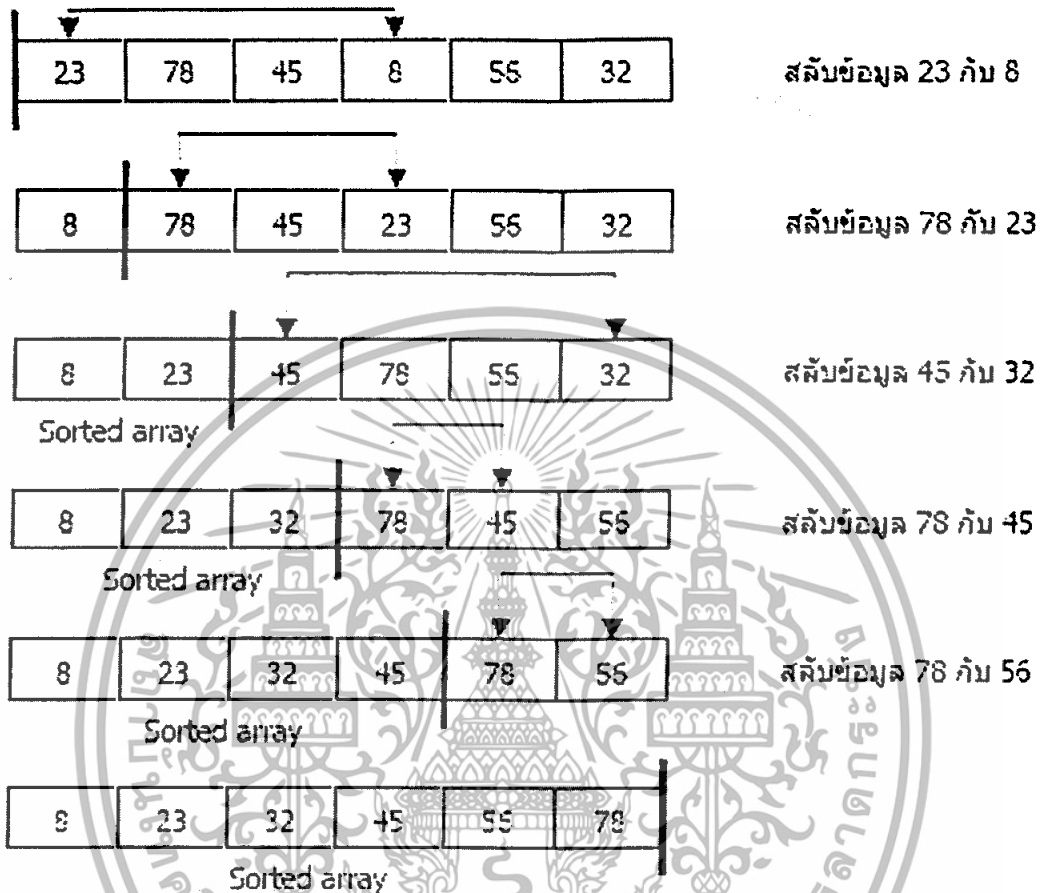 23 78 45 8 56 32 สลับข้อมูล 23 กับ 8
8 78 45 23 56 32 สลับข้อมูล 78 กับ 23
8 23 45 78 56 32 สลับข้อมูล 45 กับ 32
Sorted array
8 23 32 78 45 56 สลับข้อมูล 78 กับ 45
Sorted array
8 23 32 45 78 56 สลับข้อมูล 78 กับ 56
Sorted array
8 23 32 45 56 78
Sorted array